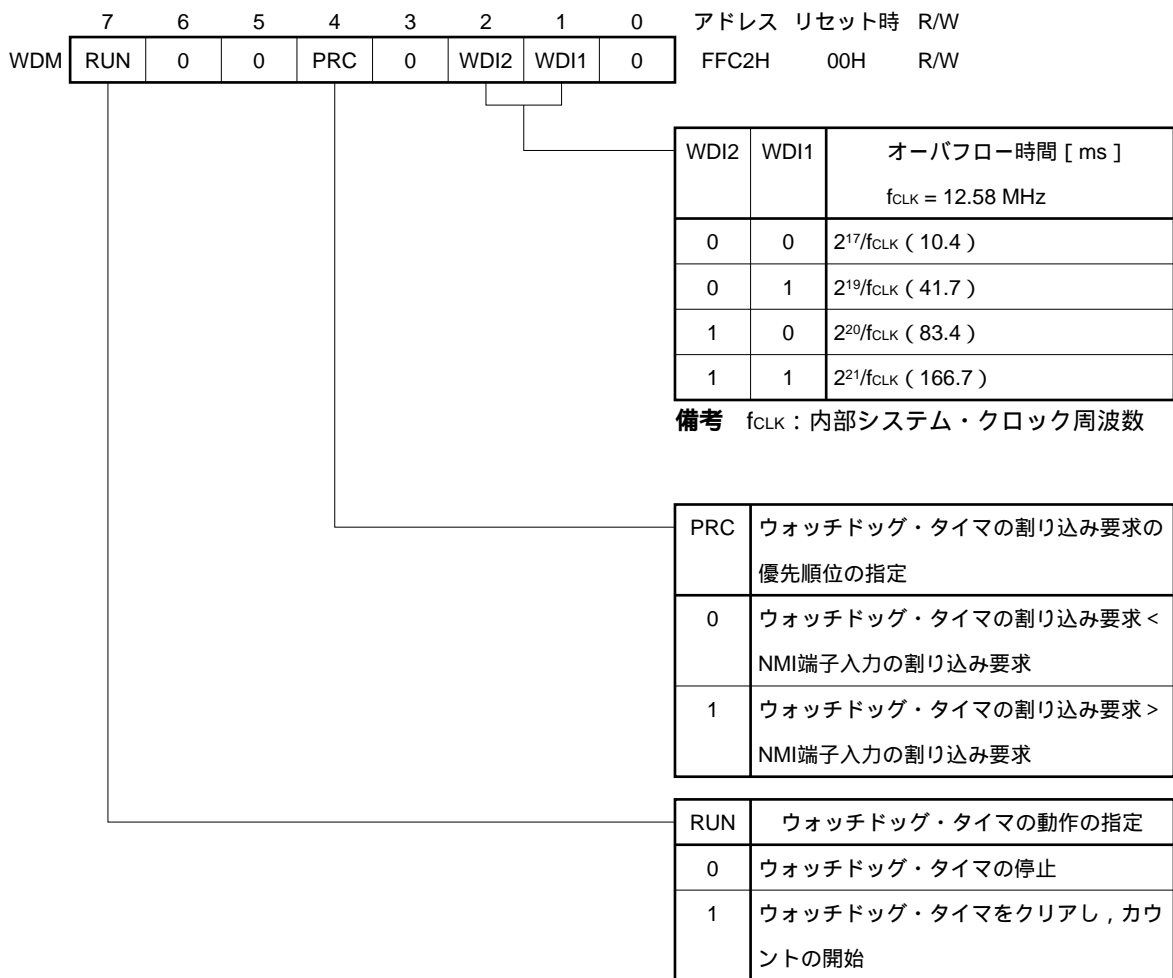 7 6 5 4 3 2 1 0 アドレス リセット時 R/W
WDM RUN 0 0 PRC 0 WDI2 WDI1 0 FFC2H 00H R/W
WDI2 WDI1 オーバフロー時間[ms]
fCLK = 12.58 MHz
0 0 2¹⁷/fCLK(10.4)
0 1 2¹⁹/fCLK(41.7)
1 0 2²⁰/fCLK(83.4)
1 1 2²¹/fCLK(166.7)
備考 fCLK:内部システム・クロック周波数
PRC ウォッチドッグ・タイマの割り込み要求の
優先順位の指定
0 ウォッチドッグ・タイマの割り込み要求<
NMI端子入力の割り込み要求
1 ウォッチドッグ・タイマの割り込み要求>
NMI端子入力の割り込み要求
RUN ウォッチドッグ・タイマの動作の指定
0 ウォッチドッグ・タイマの停止
1 ウォッチドッグ・タイマをクリアし,カウ
ントの開始